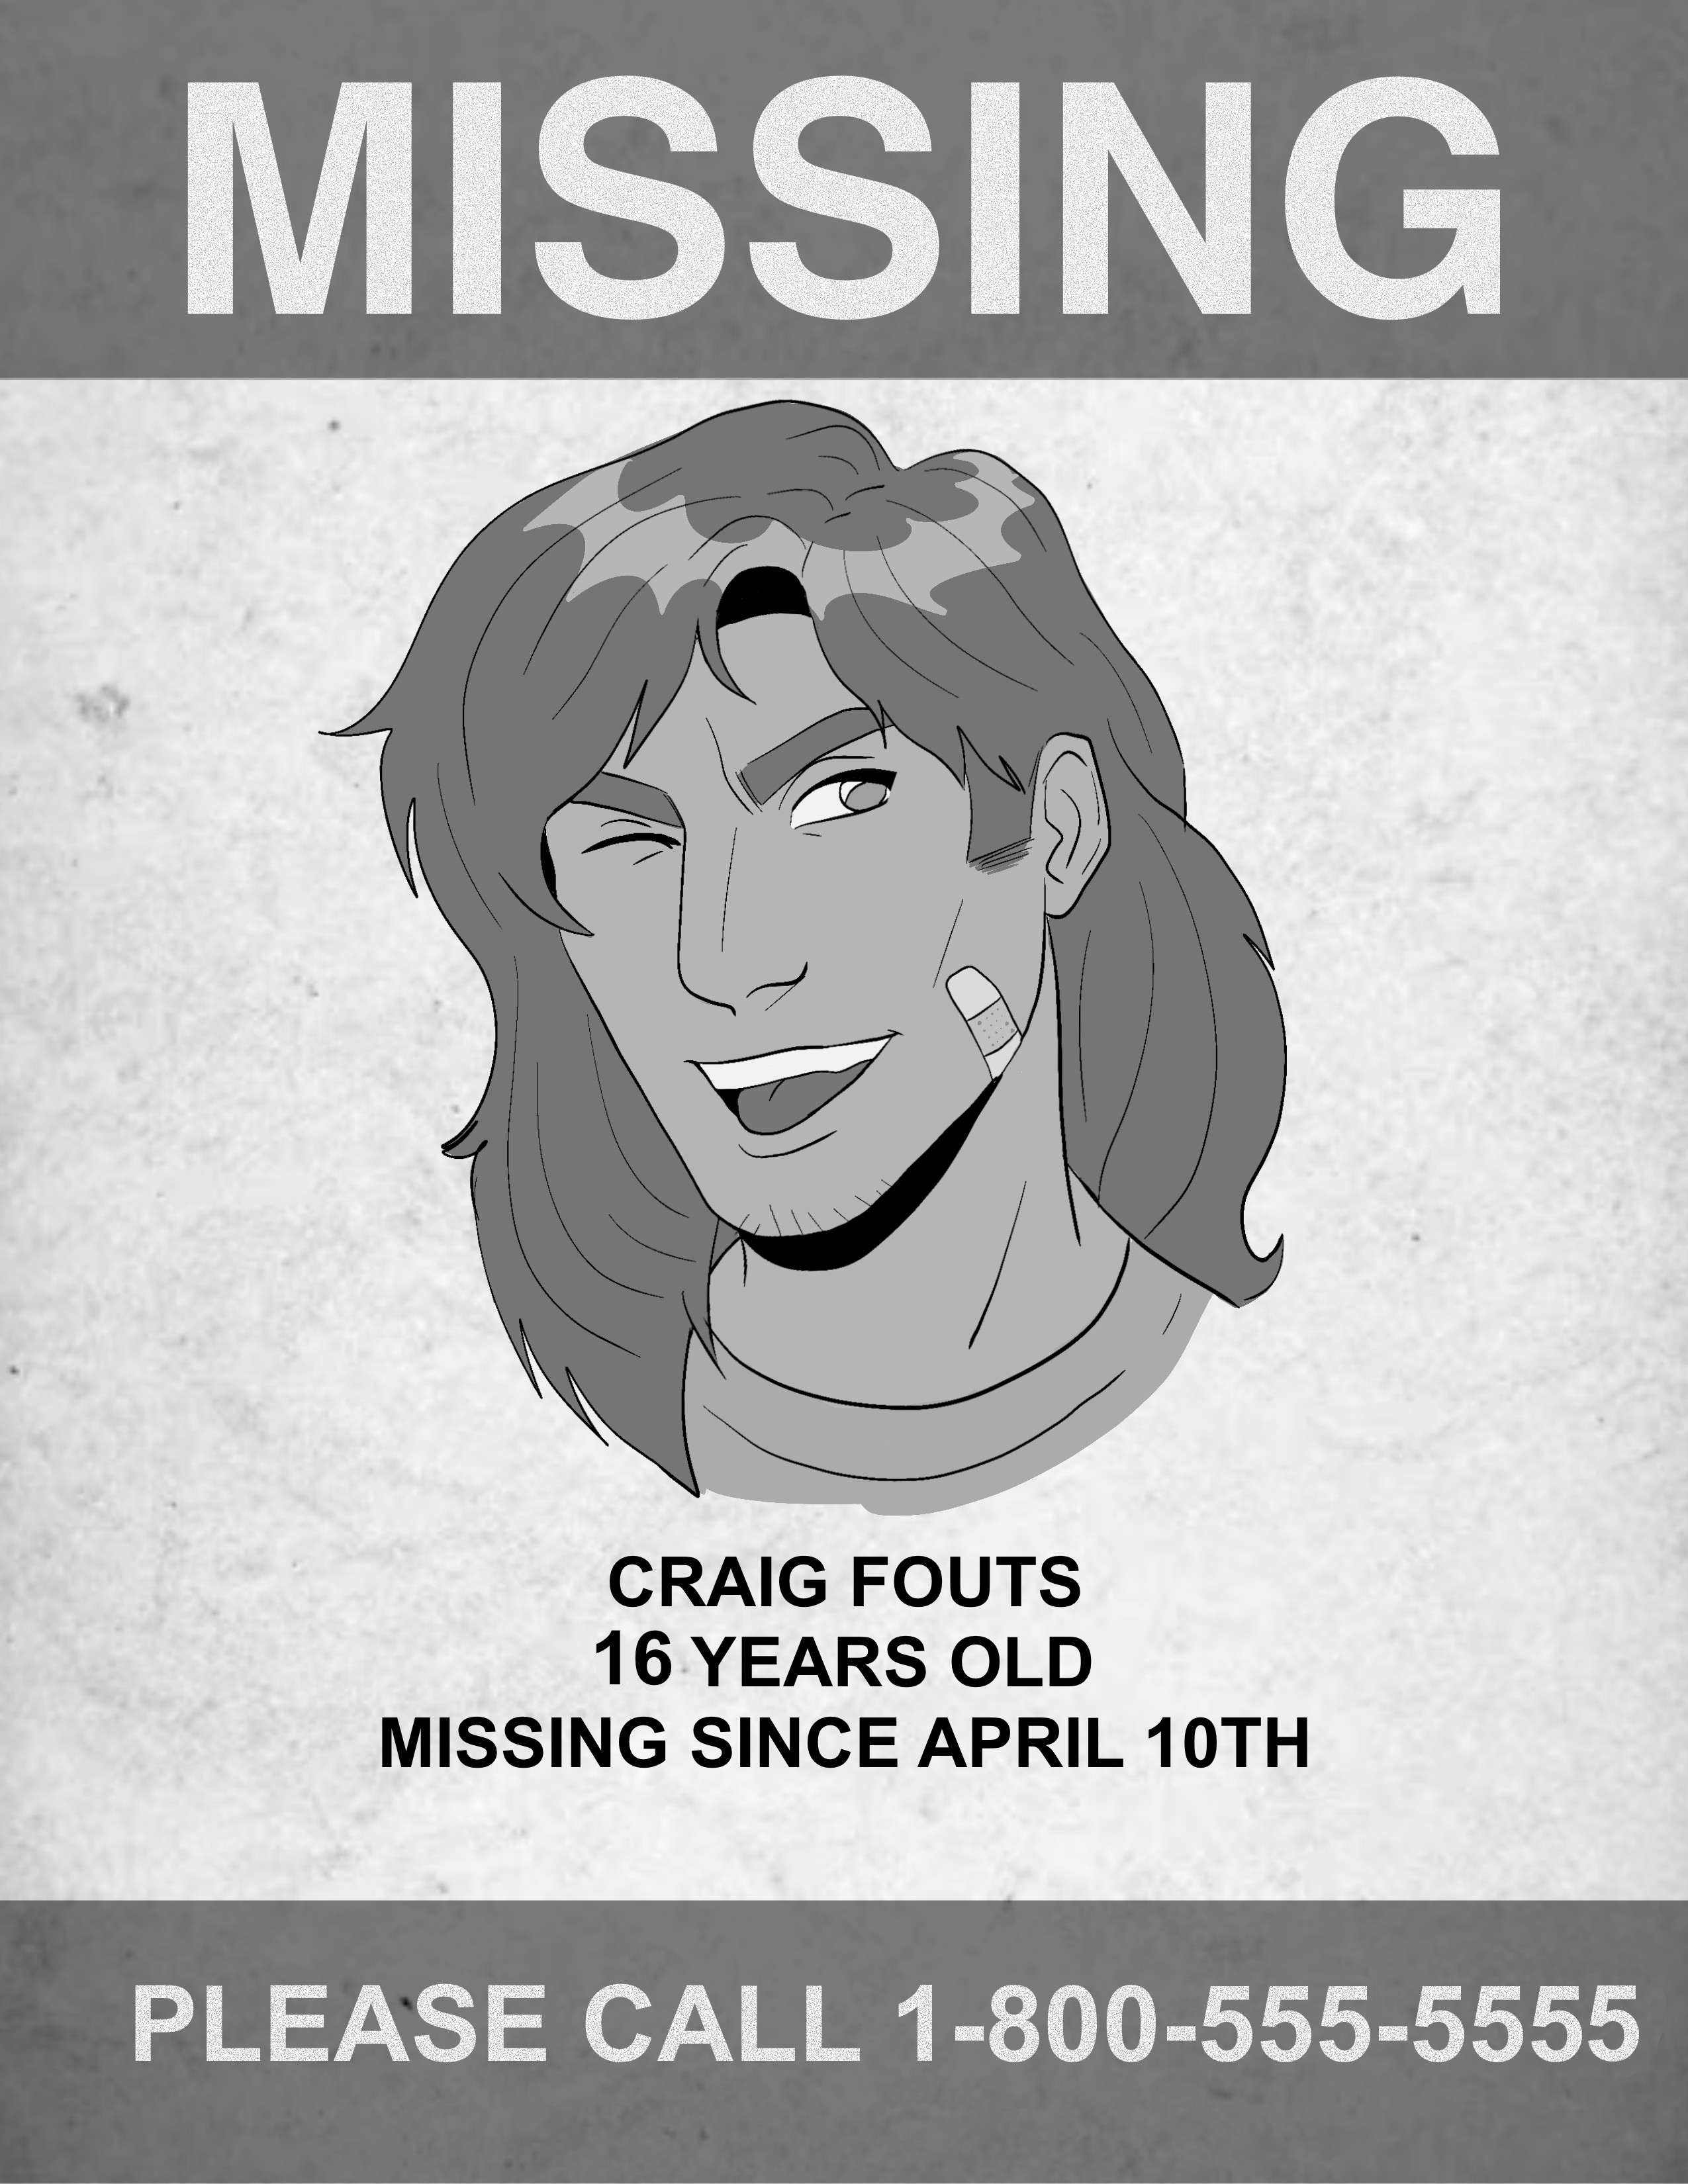 MISSING
CRAIG FOUTS
16 YEARS OLD
MISSING SINCE APRIL 10TH
PLEASE CALL 1-800-555-5555